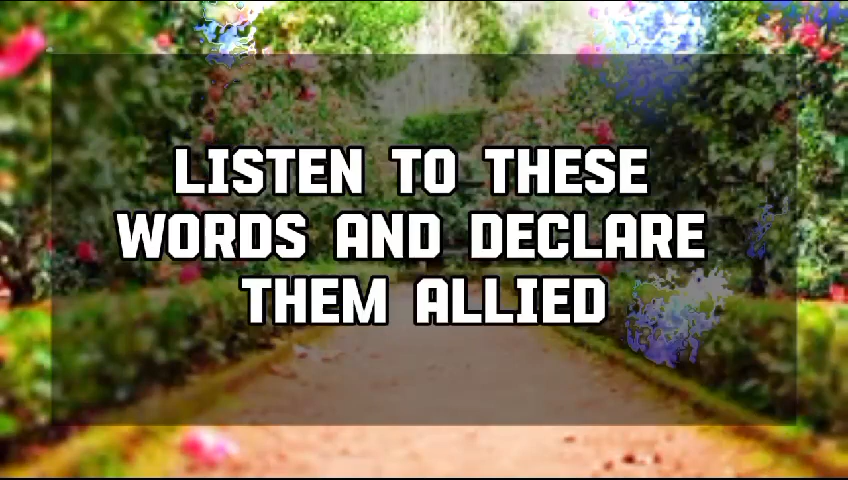 LISTEN TO THESE
WORDS AND DECLARE
THEM ALLIED